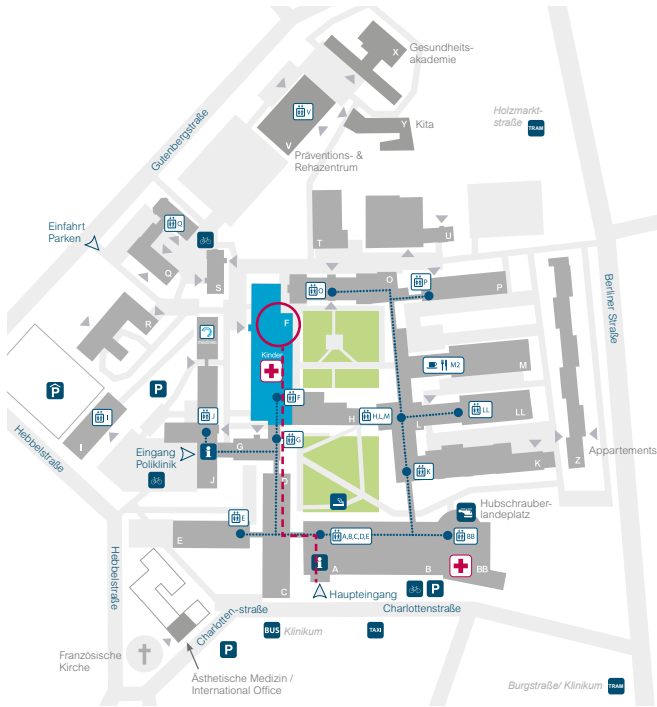 X
Gesundheits-
akademie
V
Y
Kita
V
Präventions- &
Rehazentrum
Holzmarkt-
straße
TRAM
Gutenbergstraße
Q
Einfahrt
Parken
Q
S
T
U
O
O
P
P
Berliner Straße
R
F
Kinder
M2
M
F
H
H,L,M
L
LL
LL
P
P
I
I
J
Hebbelstraße
Eingang
Poliklinik
i
G
G
J
D
K
K
Z
Appartements
Hubschrauber-
landeplatz
E
E
A,B,C,D,E
BB
i
A
B
BB
C
Haupteingang
P
Hebbelstraße
Charlotten-straße
Charlottenstraße
BUS
Klinikum
TAXI
P
Französische
Kirche
Ästhetische Medizin /
International Office
Burgstraße/ Klinikum
TRAM